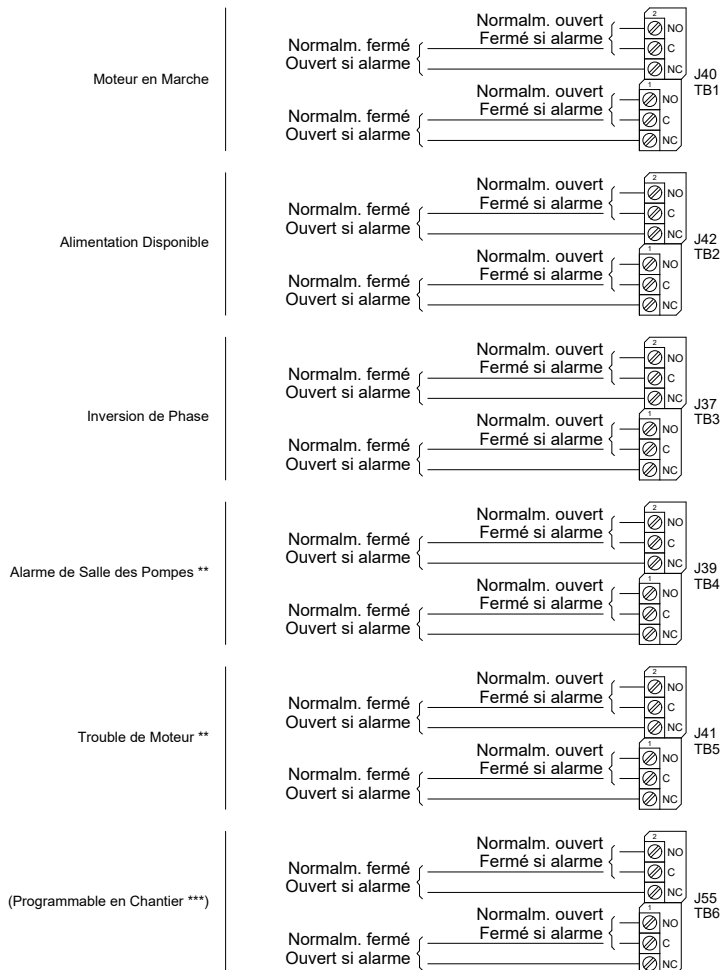 2
Normalm. ouvert
Fermé si alarme
NO
Normalm. fermé
Ouvert si alarme
C
NC
Moteur en Marche
J40
TB1
1
Normalm. ouvert
Fermé si alarme
NO
Normalm. fermé
Ouvert si alarme
C
NC
2
Normalm. ouvert
Fermé si alarme
NO
Normalm. fermé
Ouvert si alarme
C
NC
Alimentation Disponible
J42
TB2
1
Normalm. ouvert
Fermé si alarme
NO
Normalm. fermé
Ouvert si alarme
C
NC
2
Normalm. ouvert
Fermé si alarme
NO
Normalm. fermé
Ouvert si alarme
C
NC
Inversion de Phase
J37
TB3
1
Normalm. ouvert
Fermé si alarme
NO
Normalm. fermé
Ouvert si alarme
C
NC
2
Normalm. ouvert
Fermé si alarme
NO
Normalm. fermé
Ouvert si alarme
C
NC
Alarme de Salle des Pompes **
J39
TB4
1
Normalm. ouvert
Fermé si alarme
NO
Normalm. fermé
Ouvert si alarme
C
NC
2
Normalm. ouvert
Fermé si alarme
NO
Normalm. fermé
Ouvert si alarme
C
NC
Trouble de Moteur **
J41
TB5
1
Normalm. ouvert
Fermé si alarme
NO
Normalm. fermé
Ouvert si alarme
C
NC
2
Normalm. ouvert
Fermé si alarme
NO
Normalm. fermé
Ouvert si alarme
C
NC
(Programmable en Chantier ***)
J55
TB6
1
Normalm. ouvert
Fermé si alarme
NO
Normalm. fermé
Ouvert si alarme
C
NC